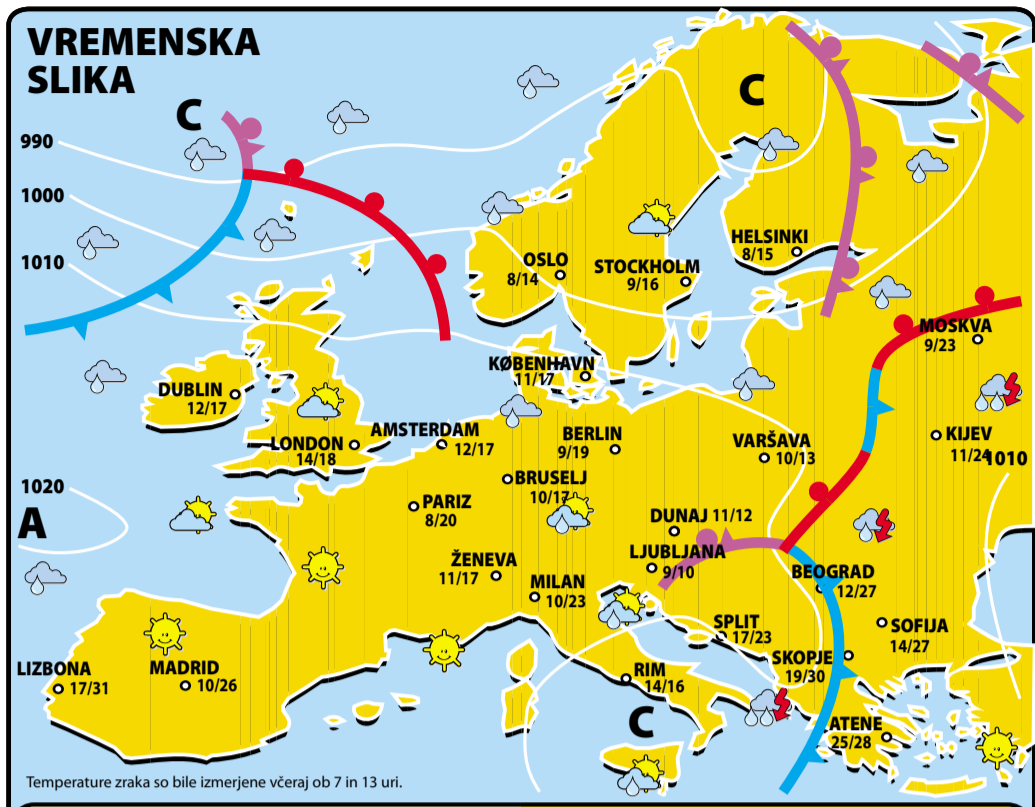 VREMENSKA
SLIKA
C
C
990
1000
1010
HELSINKI
8/15
OSLO
8/14
STOCKHOLM
9/16
MOSKVA
9/23
KØBENHAVN
11/17
DUBLIN
12/17
AMSTERDAM
12/17
LONDON
14/18
BERLIN
9/19
VARŠAVA
10/13
KIJEV
11/24
1010
BRUSELJ
10/17
1020
A
PARIZ
8/20
DUNAJ 11/12
LJUBLJANA
9/10
ŽENEVA
11/17
MILAN
10/23
BEOGRAD
12/27
SPLIT
17/23
SOFIJA
14/27
SKOPJE
19/30
LIZBONA
17/31
MADRID
10/26
RIM
14/16
C
ATENE
25/28
Temperature zraka so bile izmerjene včeraj ob 7 in 13 uri.